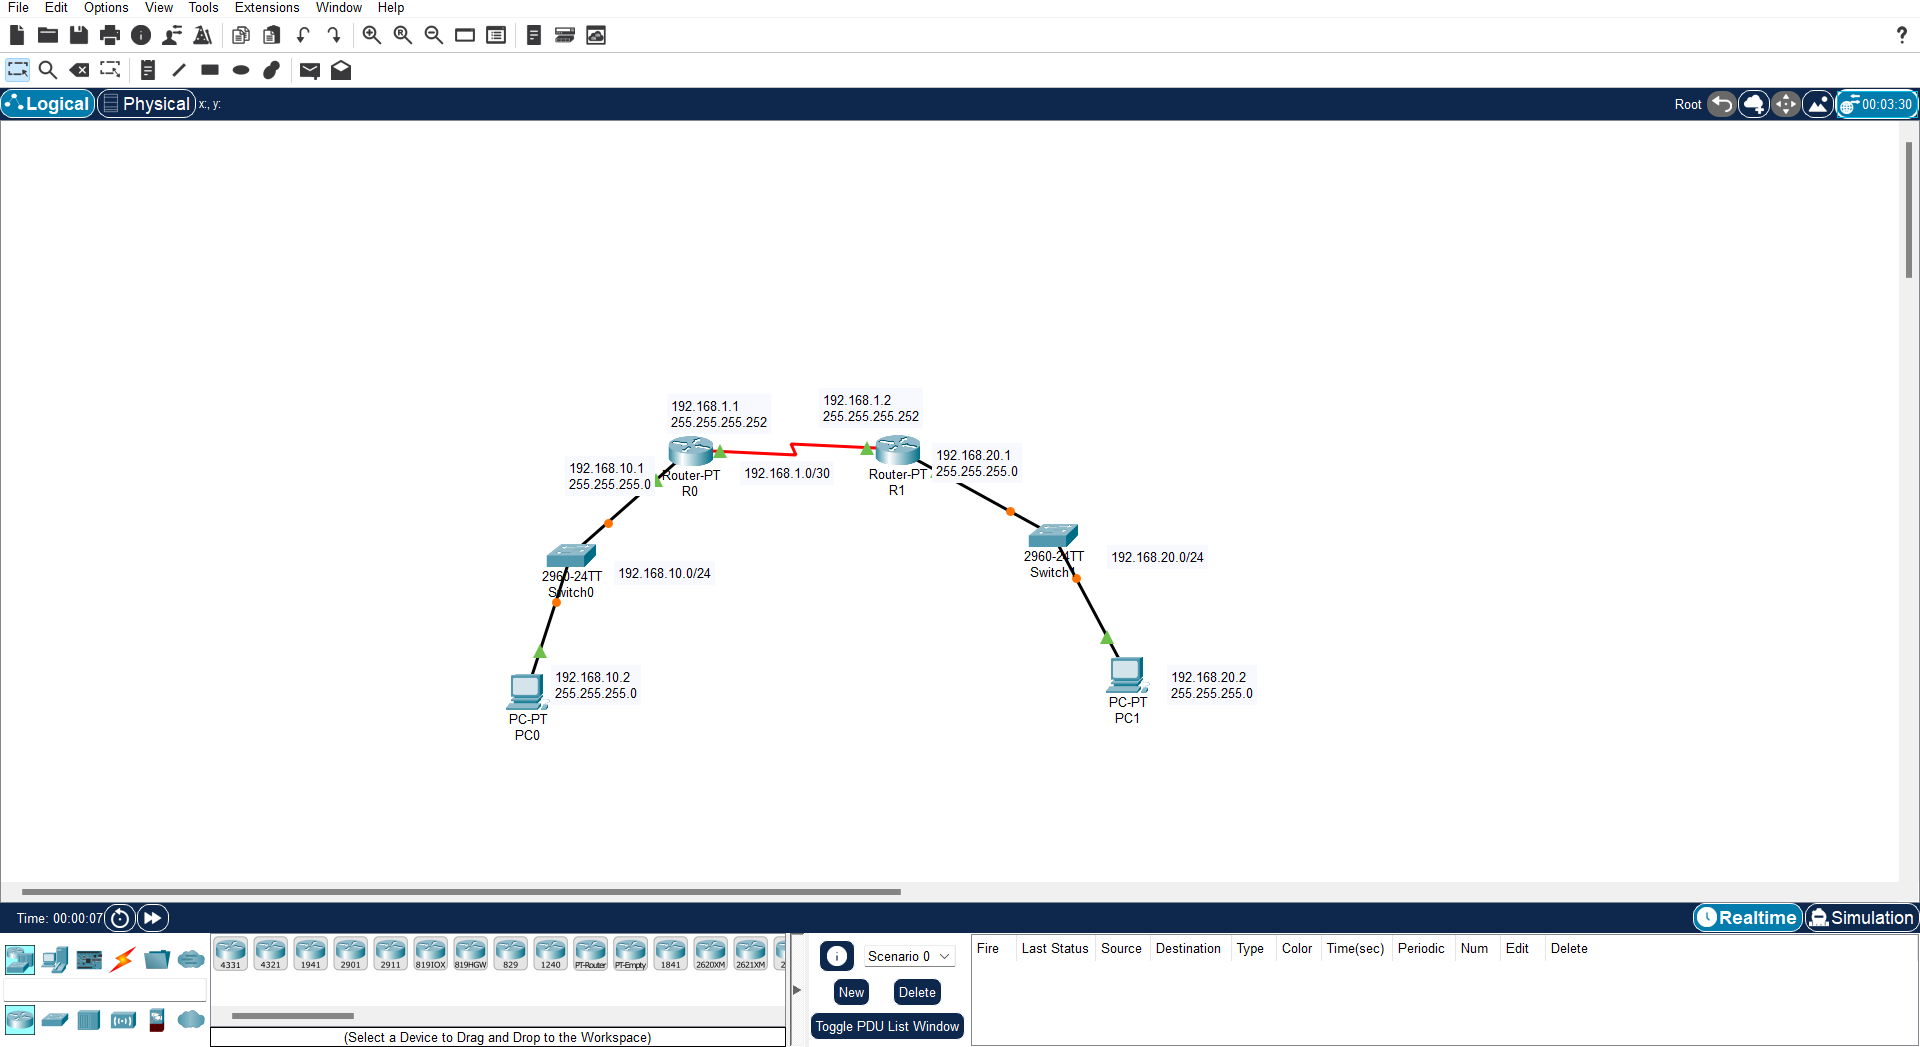 File Edit Options View Tools Extensions Window Help
Logical Physical x:, y: Root 00:03:30
192.168.1.1
255.255.255.252
192.168.1.2
255.255.255.252
192.168.10.1
255.255.255.0
Router-PT
R0
192.168.1.0/30
Router-PT
R1
192.168.20.1
255.255.255.0
2960-24TT
Switch0
192.168.10.0/24
2960-24TT
Switch
192.168.20.0/24
192.168.10.2
255.255.255.0
PC-PT
PC0
192.168.20.2
255.255.255.0
PC-PT
PC1
Time: 00:00:07 Realtime Simulation
4331 4321 1941 2901 2911 819IOX 819HGW 829 1240 PT-Router PT-Empty 1841 2620XM 2621XM 2
(Select a Device to Drag and Drop to the Workspace)
Scenario 0
New Delete
Toggle PDU List Window
Fire Last Status Source Destination Type Color Time(sec) Periodic Num Edit Delete